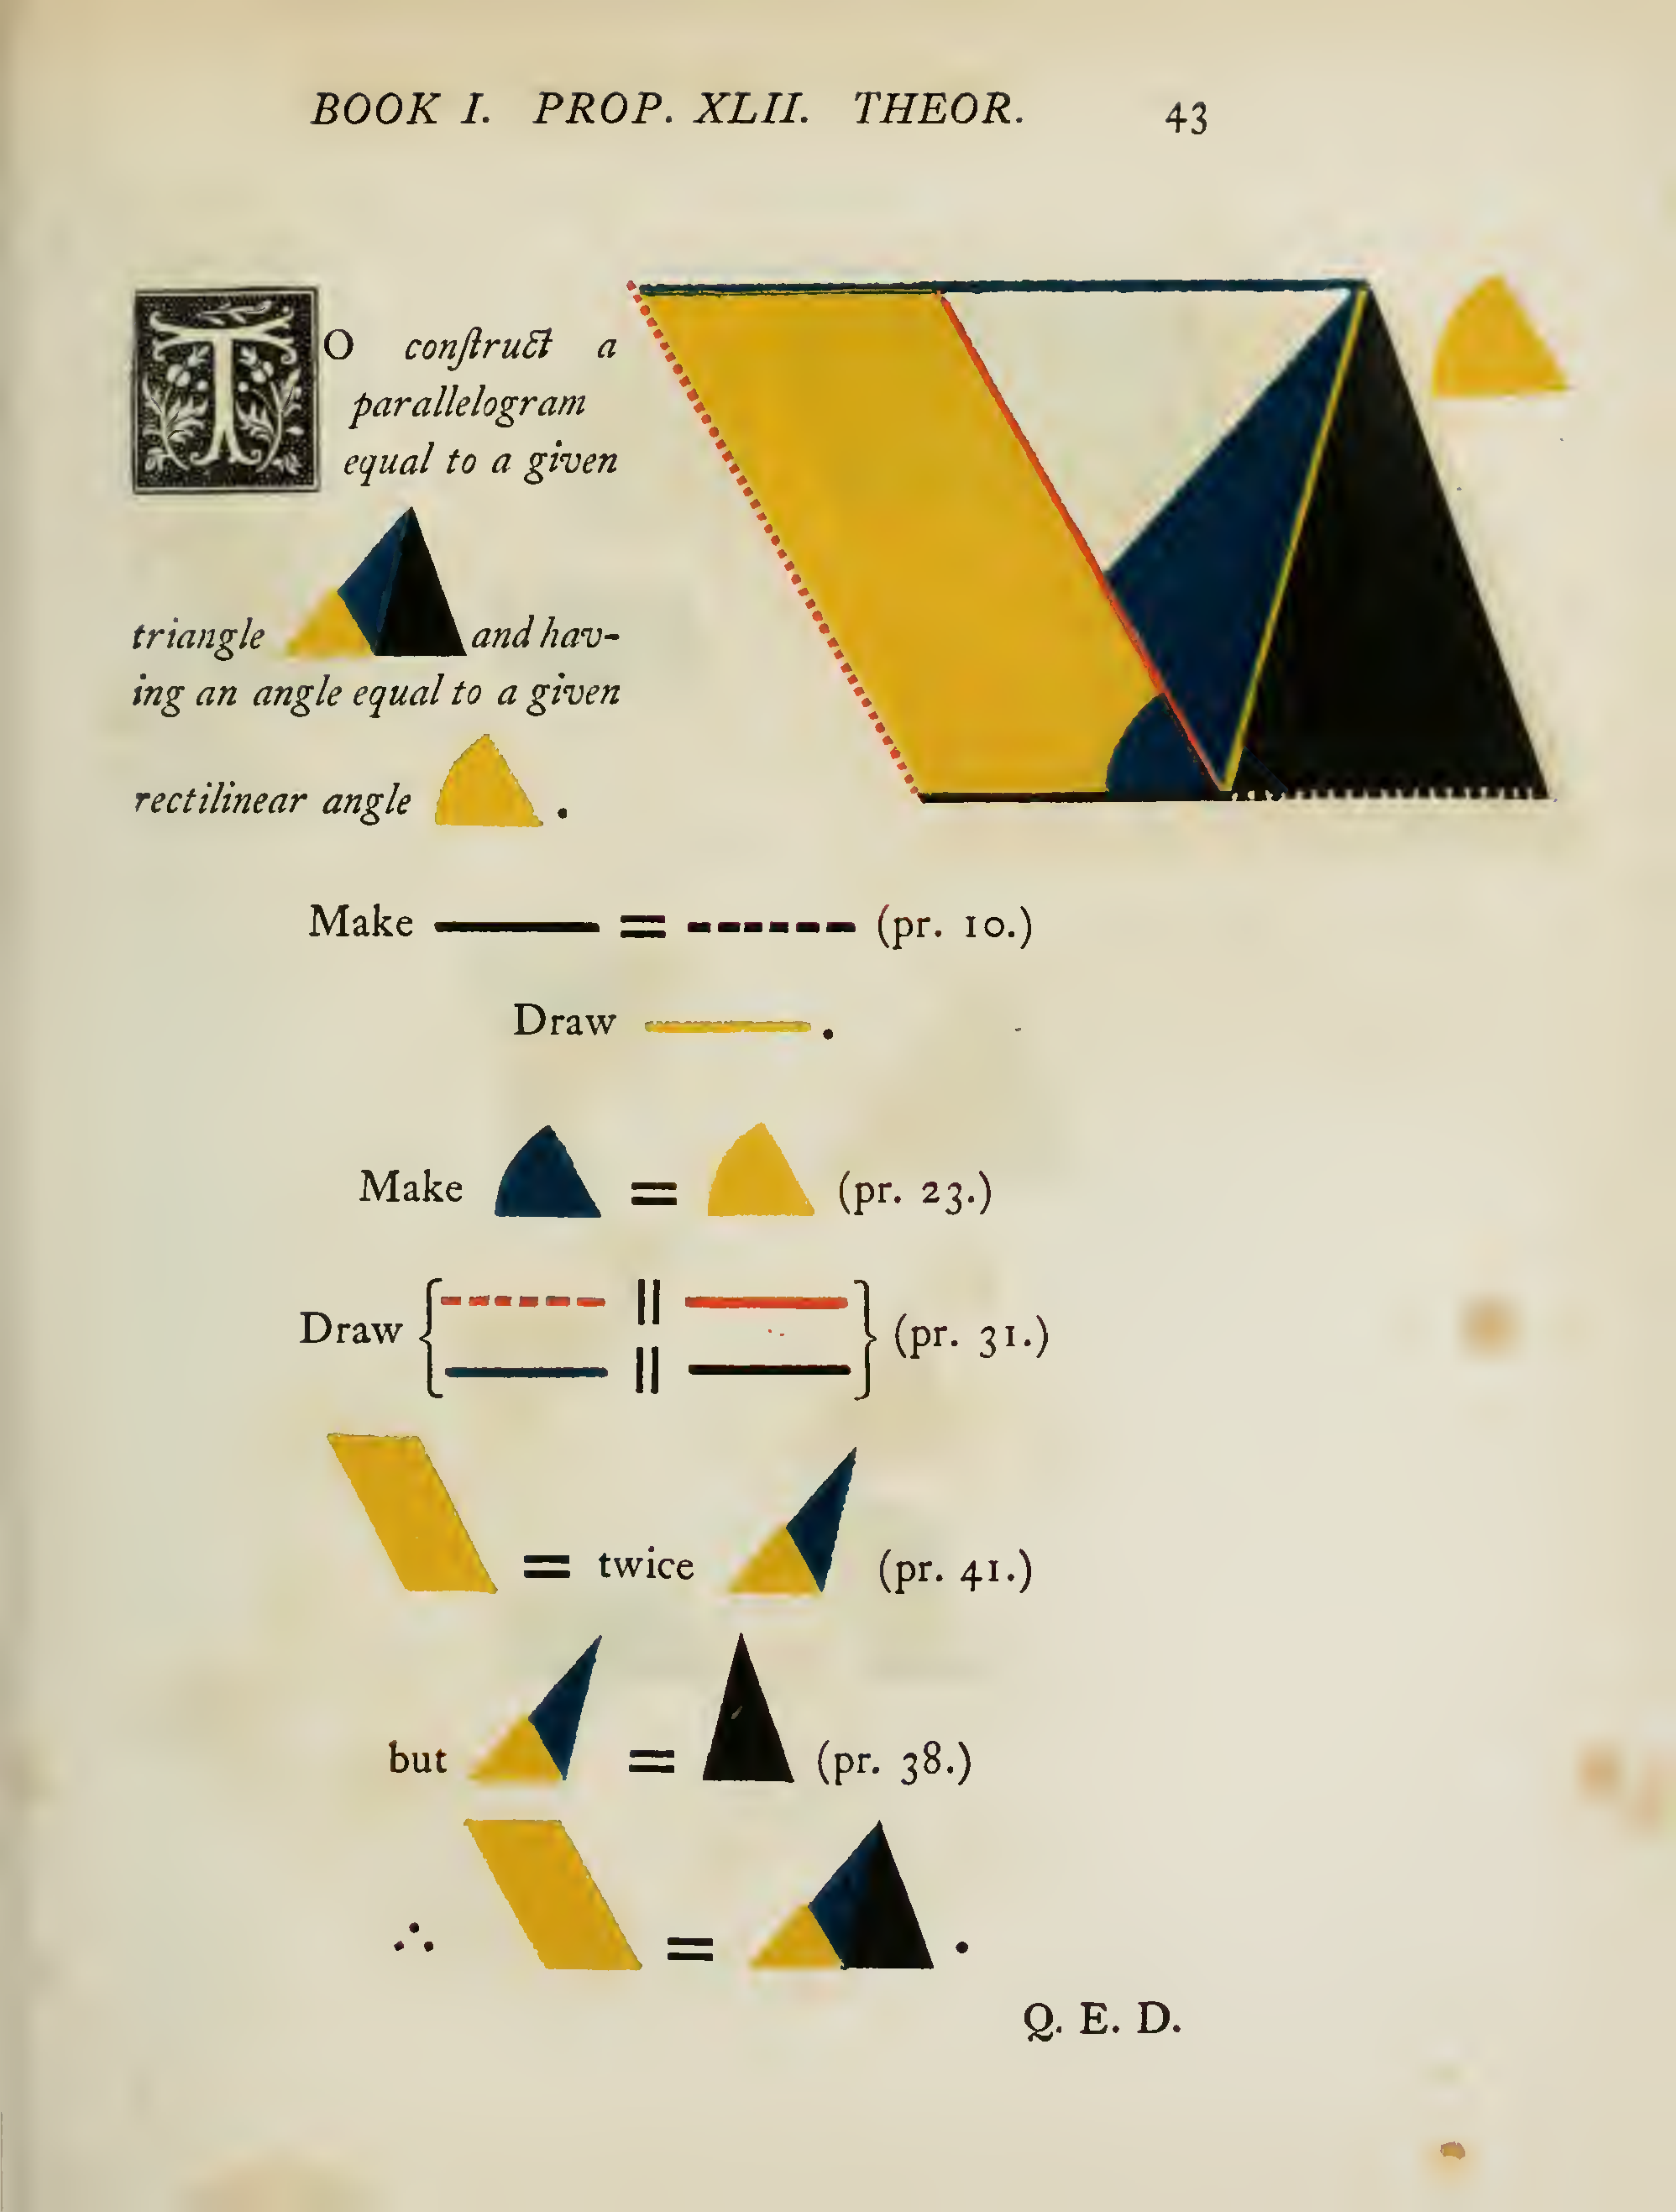 BOOK I. PROP. XLII. THEOR. 43
TO conſtruct a
parallelogram
equal to a given
triangle and hav-
ing an angle equal to a given
rectilinear angle .
Make = (pr. 10.)
Draw .
Make = (pr. 23.)
Draw { || || } (pr. 31.)
= twice (pr. 41.)
but = (pr. 38.)
∴ = .
Q. E. D.